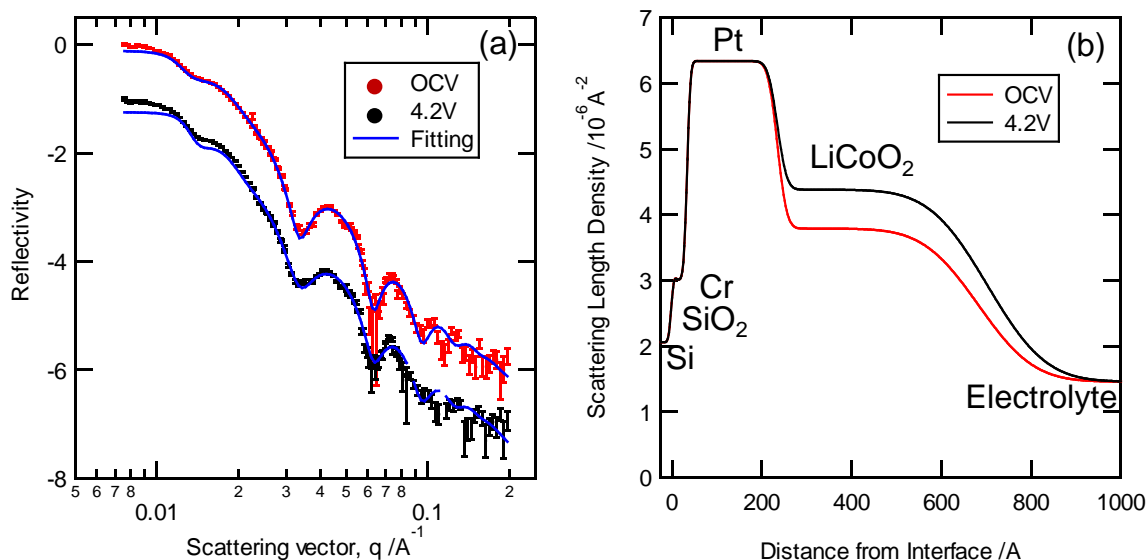 (a)
OCV
4.2V
Fitting
0
-2
-4
-6
-8
Reflectivity
5 6 7 8 2 3 4 5 6 7 8 2
0.01 0.1
Scattering vector, q /A-1
(b)
Pt
OCV
4.2V
LiCoO2
Cr
SiO2
Si
Electrolyte
7
6
5
4
3
2
1
0
Scattering Length Density /10-6A-2
0 200 400 600 800 1000
Distance from Interface /A